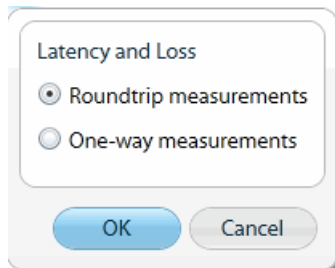 Latency and Loss
Roundtrip measurements
One-way measurements
OK Cancel